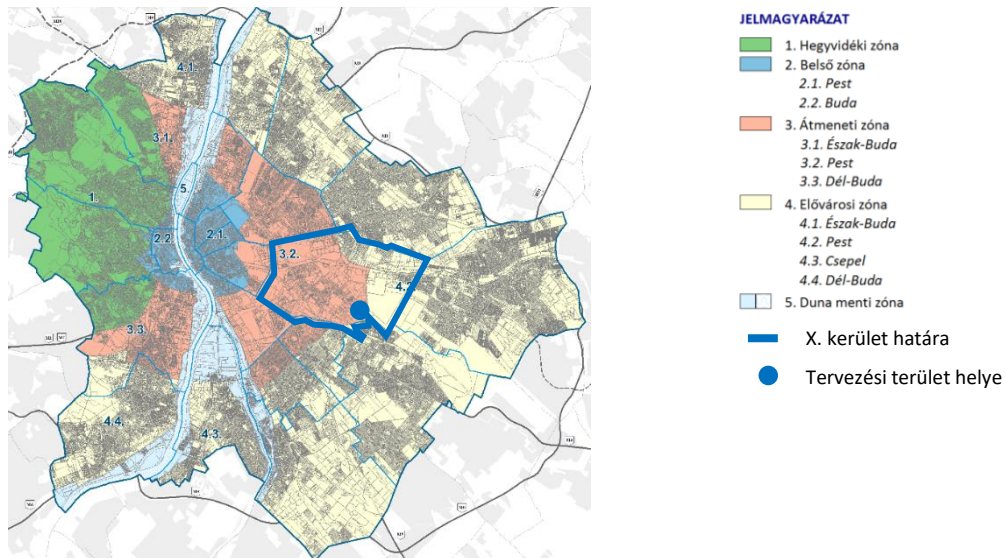 4.1.
3.1.
1.
5.
2.2.
2.1.
3.2.
4.2.
3.3.
4.4.
4.3.
JELMAGYARÁZAT
1. Hegyvidéki zóna
2. Belső zóna
2.1. Pest
2.2. Buda
3. Átmeneti zóna
3.1. Észak-Buda
3.2. Pest
3.3. Dél-Buda
4. Elővárosi zóna
4.1. Észak-Buda
4.2. Pest
4.3. Csepel
4.4. Dél-Buda
5. Duna menti zóna
X. kerület határa
Tervezési terület helye